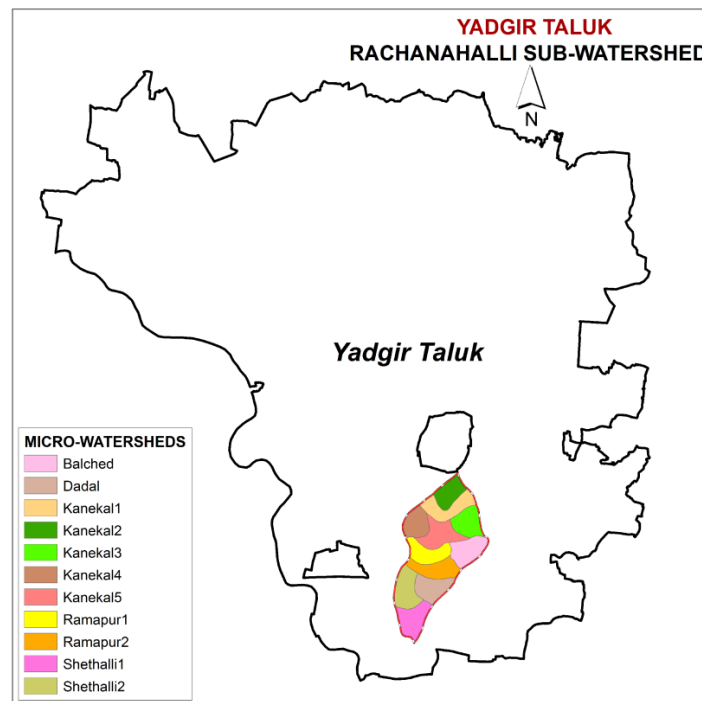 YADGIR TALUK
RACHANAHALLI SUB-WATERSHED
N
Yadgir Taluk
MICRO-WATERSHEDS
Balched
Dadal
Kanekal1
Kanekal2
Kanekal3
Kanekal4
Kanekal5
Ramapur1
Ramapur2
Shethalli1
Shethalli2